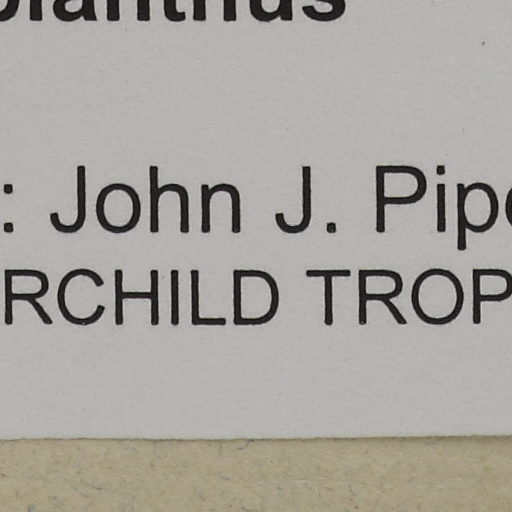 : John J. Pip
RCHILD TROP